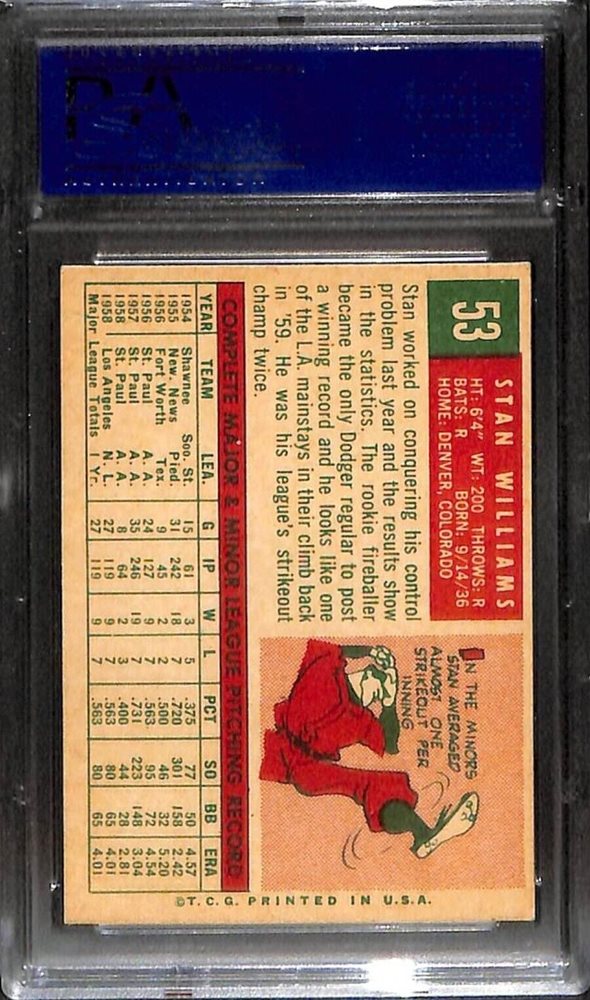 53
STAN WILLIAMS
HT: 6'4" WT: 200 THROWS: R
BATS: R BORN: 9/14/36
HOME: DENVER, COLORADO
Stan worked on conquering his control
problem last year and the results show
in the statistics. The rookie fireballer
became the only Dodger regular to post
a winning record and he looks like one
of the L.A. mainstays in their climb back
in '59. He was his league's strikeout
champ twice.
IN THE MINORS
STAN AVERAGED
ALMOST ONE
STRIKEOUT PER
INNING
COMPLETE MAJOR & MINOR LEAGUE PITCHING RECORD
YEAR TEAM LEA. G IP W L PCT SO BB ERA
1954 Shawnee Soo. St. 15 61 3 5 .375 77 50 4.57
1955 New. News Pied. 31 242 18 7 .720 301 158 2.42
1956 Fort Worth Tex. 9 45 2 2 .500 46 32 5.20
1956 St. Paul A. A. 24 127 9 7 .563 95 72 4.54
1957 St. Paul A. A. 35 246 19 7 .731 223 148 3.04
1958 St. Paul A. A. 8 64 2 3 .400 44 28 2.81
1958 Los Angeles N. L. 27 119 9 7 .563 80 65 4.01
Major League Totals 1 Yr. 27 119 9 7 .563 80 65 4.01
©T.C.G. PRINTED IN U.S.A.